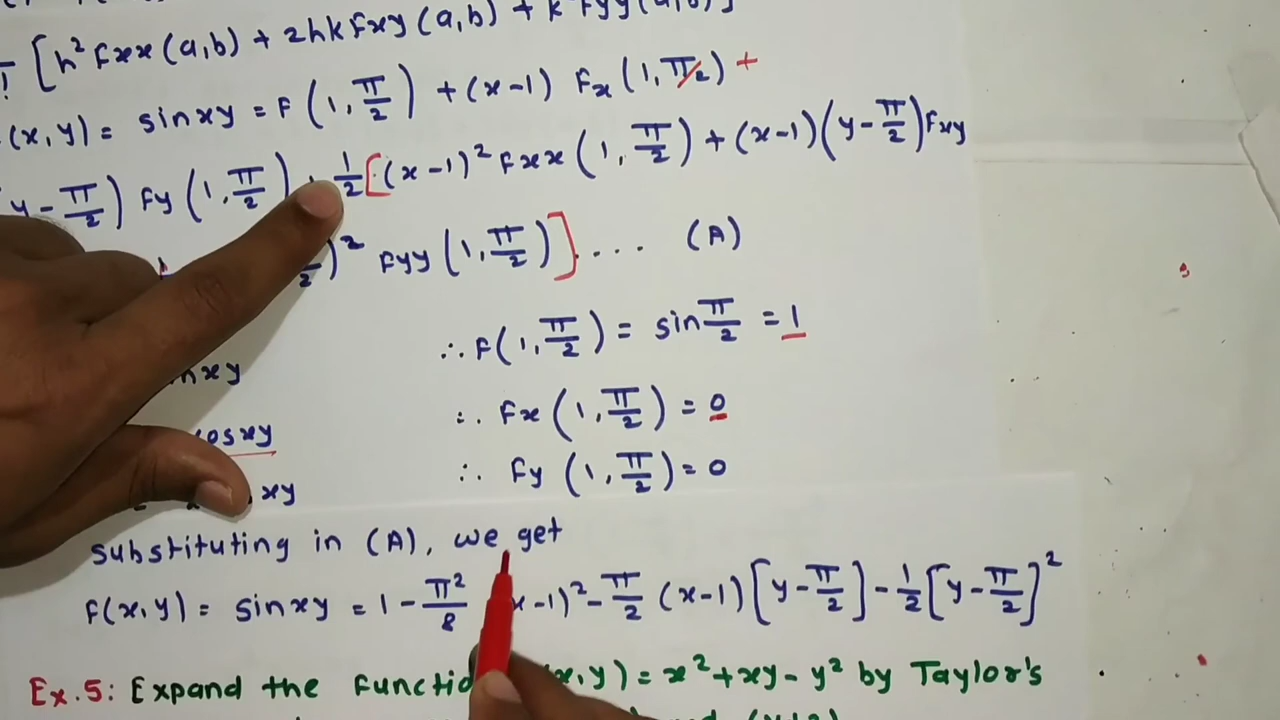 ! [h² Fxx (a,b) + 2hk Fxy (a,b) + k² Fyy (a,b)]
(x,y) = sinxy = F (1, π/2) + (x-1) Fx (1, π/2) +
y - π/2) Fy (1, π/2) + 1/2 [(x-1)² Fxx (1, π/2) + (x-1) (y - π/2) Fxy
)² Fyy (1, π/2)] .... (A)
∴ F(1, π/2) = sin π/2 = 1
xy
∴ Fx (1, π/2) = 0
cosxy
∴ Fy (1, π/2) = 0
xy
substituting in (A), we get
F(x,y) = sinxy = 1 - π²/8 x-1)² - π/2 (x-1) [y - π/2] - 1/2 [y - π/2]²
Ex.5: Expand the functio (x,y) = x² + xy - y² by Taylor's